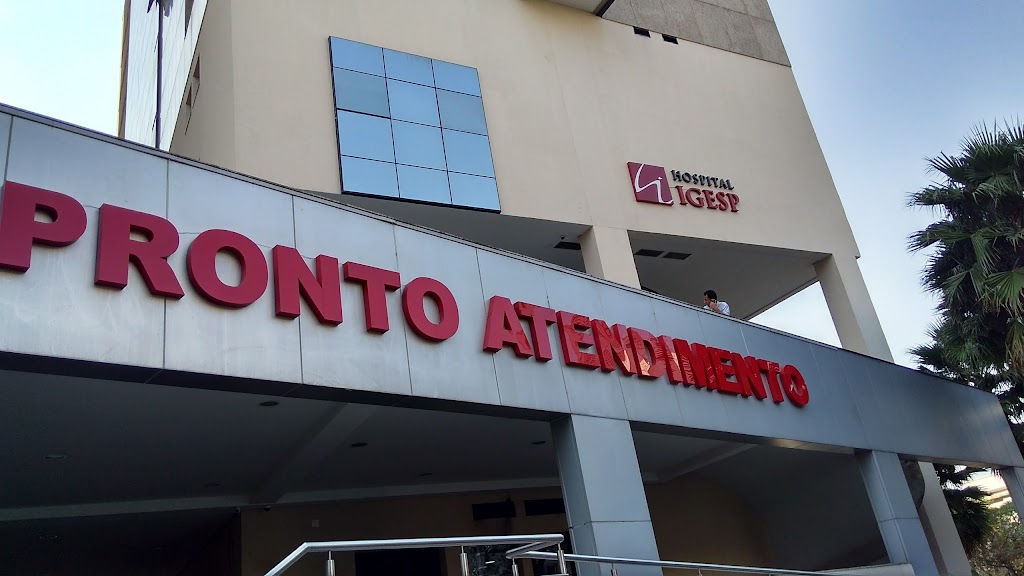 HOSPITAL
IGESP
PRONTO ATENDIMENTO